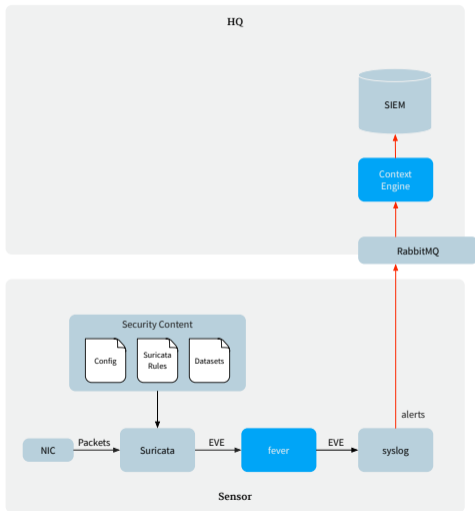 HQ
SIEM
Context
Engine
RabbitMQ
Security Content
Config
Suricata
Rules
Datasets
alerts
NIC
Packets
Suricata
EVE
fever
EVE
syslog
Sensor